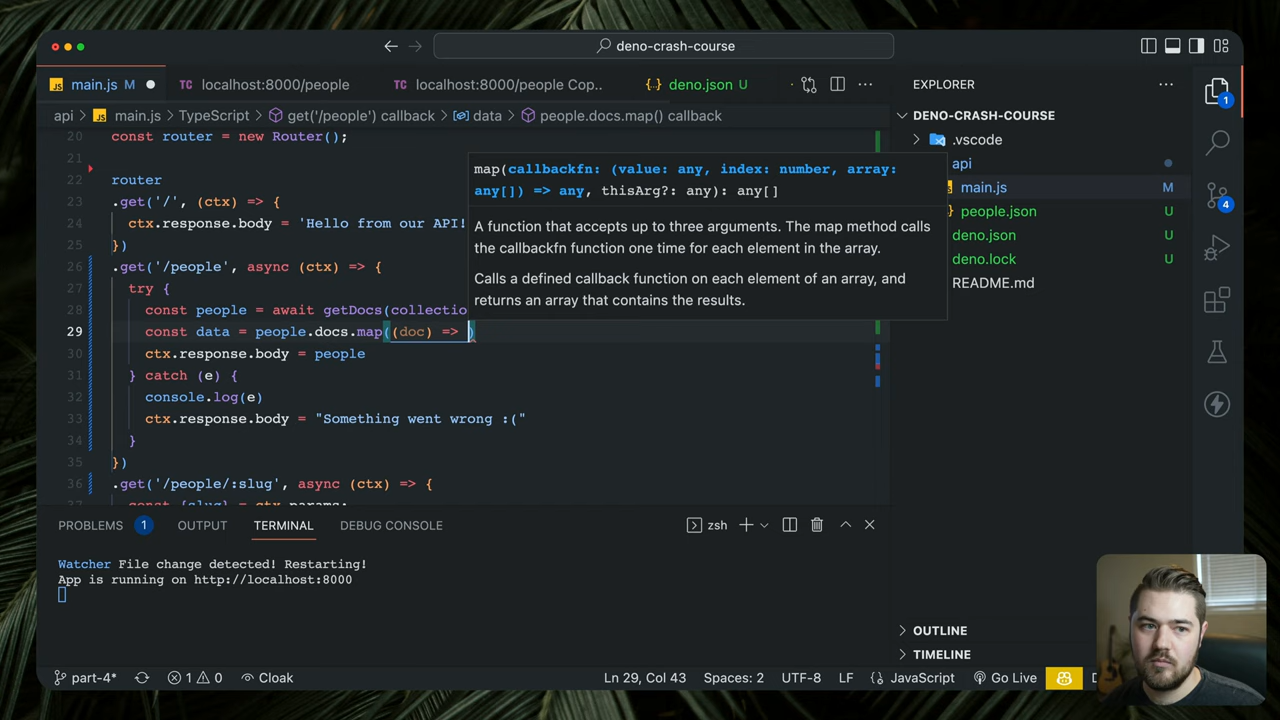 deno-crash-course
main.js M
localhost:8000/people
localhost:8000/people Cop..
deno.json U
EXPLORER
api main.js TypeScript get('/people') callback data people.docs.map() callback
DENO-CRASH-COURSE
.vscode
api
main.js M
people.json U
deno.json U
deno.lock U
README.md
1
4
20 const router = new Router();
21
22 router
23 .get('/', (ctx) => {
24 ctx.response.body = 'Hello from our API!
25 })
26 .get('/people', async (ctx) => {
27 try {
28 const people = await getDocs(collectio
29 const data = people.docs.map((doc) => )
30 ctx.response.body = people
31 } catch (e) {
32 console.log(e)
33 ctx.response.body = "Something went wrong :("
34 }
35 })
36 .get('/people/:slug', async (ctx) => {
map(callbackfn: (value: any, index: number, array:
any[]) => any, thisArg?: any): any[]
A function that accepts up to three arguments. The map method calls
the callbackfn function one time for each element in the array.
Calls a defined callback function on each element of an array, and
returns an array that contains the results.
PROBLEMS 1 OUTPUT TERMINAL DEBUG CONSOLE
zsh
Watcher File change detected! Restarting!
App is running on http://localhost:8000
OUTLINE
TIMELINE
part-4* 1 0 Cloak
Ln 29, Col 43 Spaces: 2 UTF-8 LF JavaScript Go Live